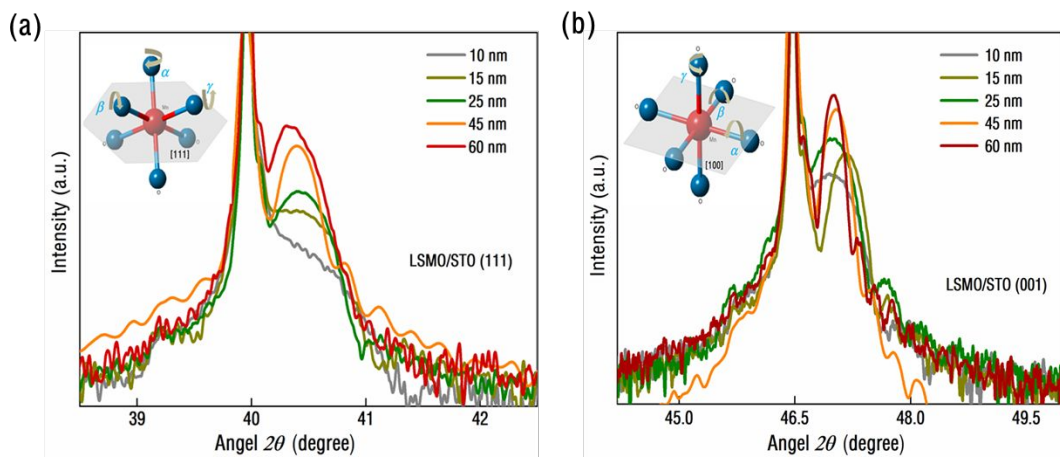 (a)
α
β
γ
Mn
O
O
O
[111]
10 nm
15 nm
25 nm
45 nm
60 nm
LSMO/STO (111)
Intensity (a.u.)
39 40 41 42
Angel 2θ (degree)
(b)
O
γ
β
α
O
O
Mn
O
[100]
O
10 nm
15 nm
25 nm
45 nm
60 nm
LSMO/STO (001)
Intensity (a.u.)
45.0 46.5 48.0 49.5
Angel 2θ (degree)